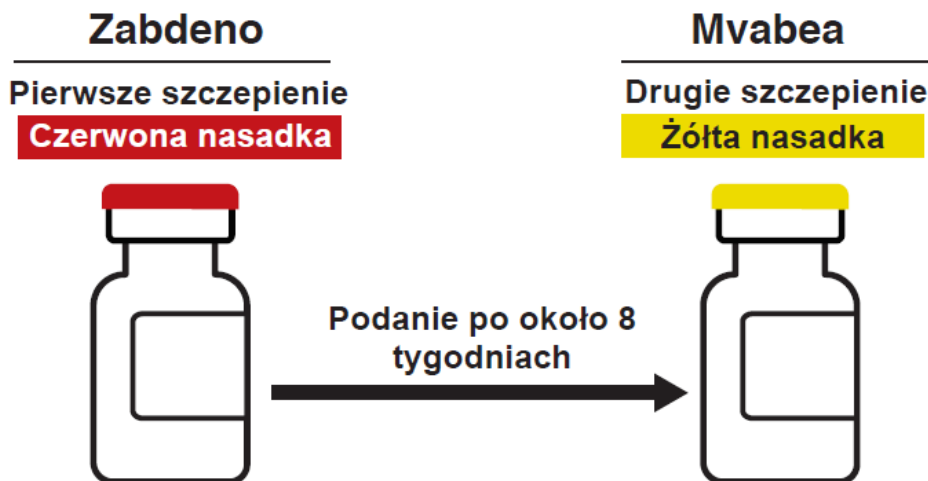 Zabdeno
Pierwsze szczepienie
Czerwona nasadka
Mvabea
Drugie szczepienie
Żółta nasadka
Podanie po około 8
tygodniach